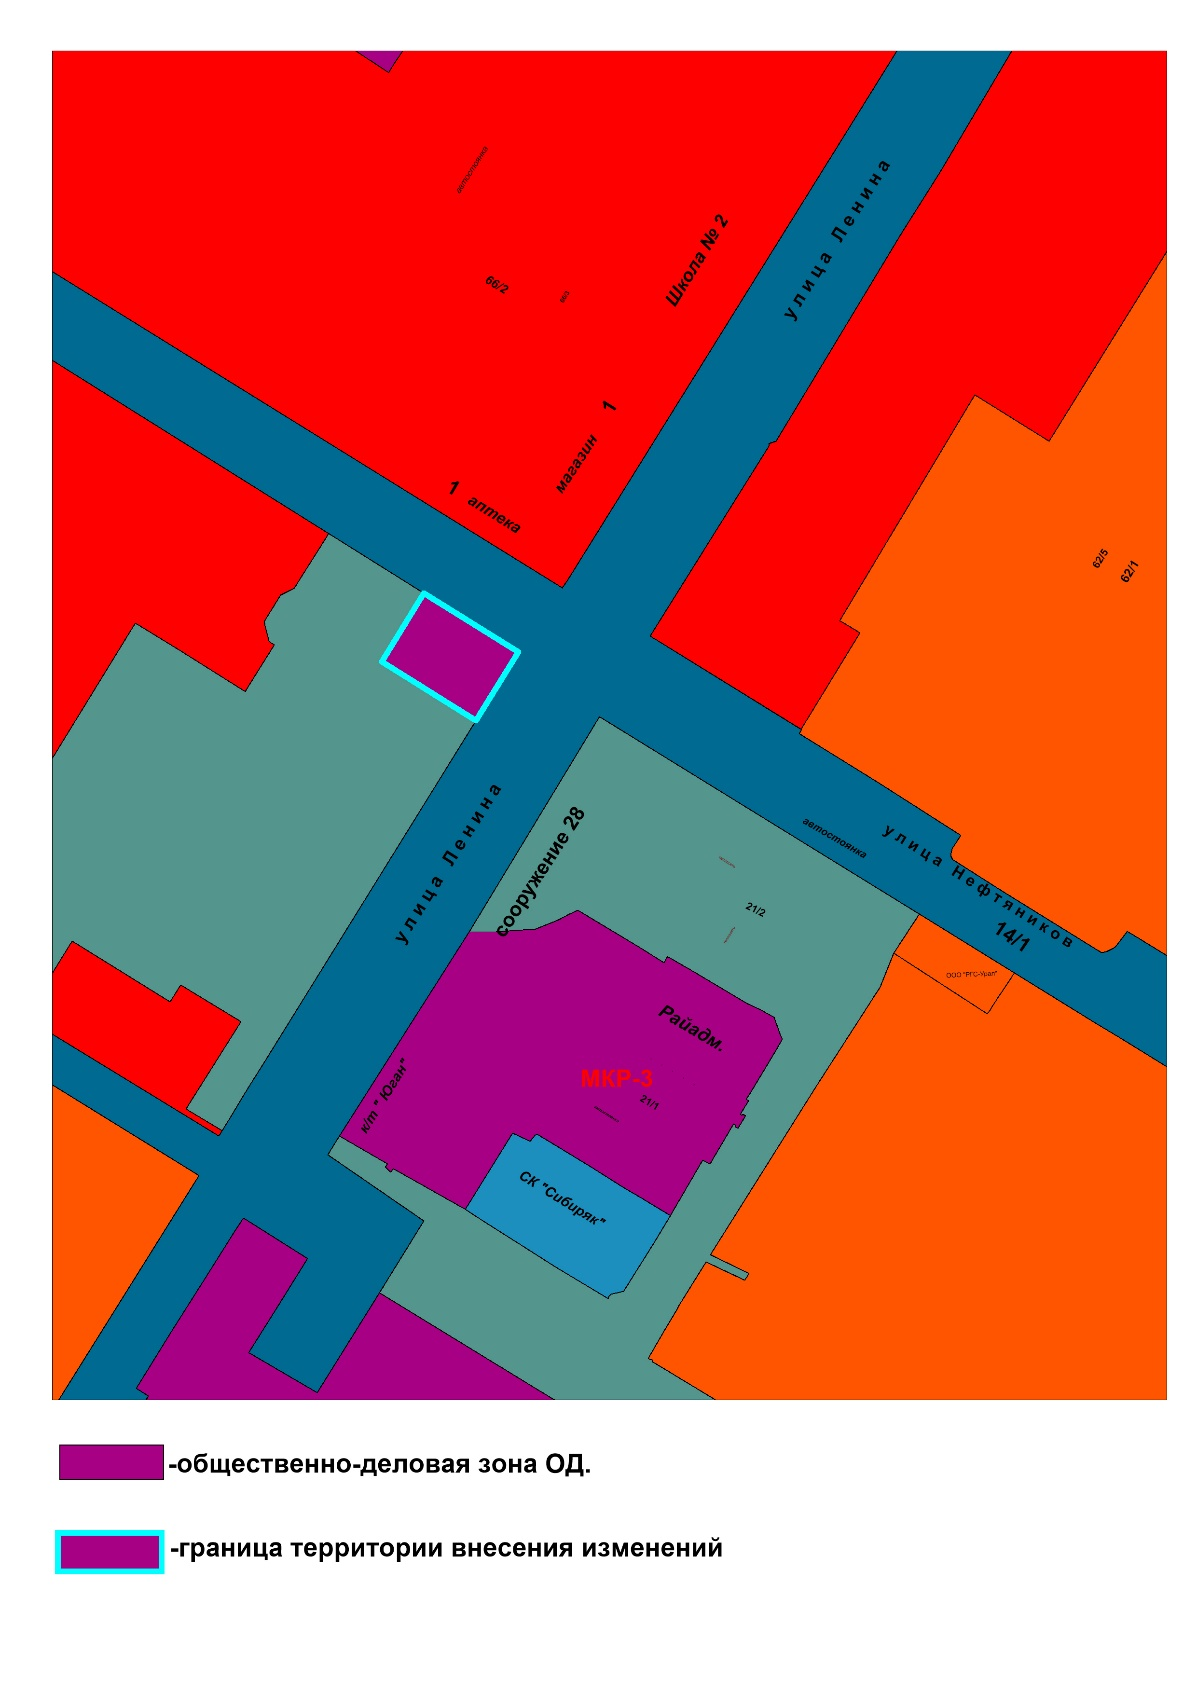 автостоянка
66/2
Школа № 2
улица Ленина
1
магазин
1
аптека
62/5
62/1
улица Ленина
сооружение 28
автостоянка
улица Нефтяников
14/1
21/2
ООО "РГС-Урал"
Райадм.
МКР-3
21/1
к/т " Юган"
СК "Сибиряк"
-общественно-деловая зона ОД.
-граница территории внесения изменений